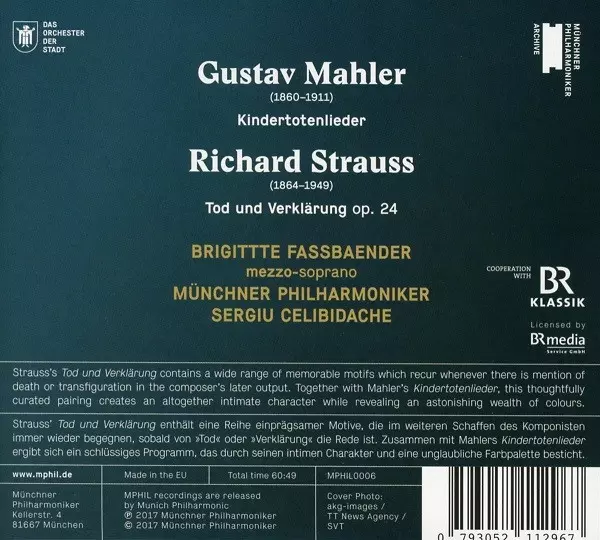 DAS
ORCHESTER
DER
STADT
MÜNCHNER
PHILHARMONIKER
ARCHIVE
Gustav Mahler
(1860–1911)
Kindertotenlieder
Richard Strauss
(1864–1949)
Tod und Verklärung op. 24
BRIGITTTE FASSBAENDER
mezzo-soprano
MÜNCHNER PHILHARMONIKER
SERGIU CELIBIDACHE
COOPERATION
WITH
BR
KLASSIK
Licensed by
BRmedia
Service GmbH
Strauss's Tod und Verklärung contains a wide range of memorable motifs which recur whenever there is mention of
death or transfiguration in the composer's later output. Together with Mahler's Kindertotenlieder, this thoughtfully
curated pairing creates an altogether intimate character while revealing an astonishing wealth of colours.
Strauss' Tod und Verklärung enthält eine Reihe einprägsamer Motive, die im weiteren Schaffen des Komponisten
immer wieder begegnen, sobald von »Tod« oder »Verklärung« die Rede ist. Zusammen mit Mahlers Kindertotenlieder
ergibt sich ein schlüssiges Programm, das durch seinen intimen Charakter und eine unglaubliche Farbpalette besticht.
www.mphil.de
Made in the EU
Total time 60:49
MPHIL0006
Münchner
Philharmoniker
Kellerstr. 4
81667 München
MPHIL recordings are released
by Munich Philharmonic
℗ 2017 Münchner Philharmoniker
© 2017 Münchner Philharmoniker
Cover Photo:
akg-images /
TT News Agency /
SVT
0 793052 112967